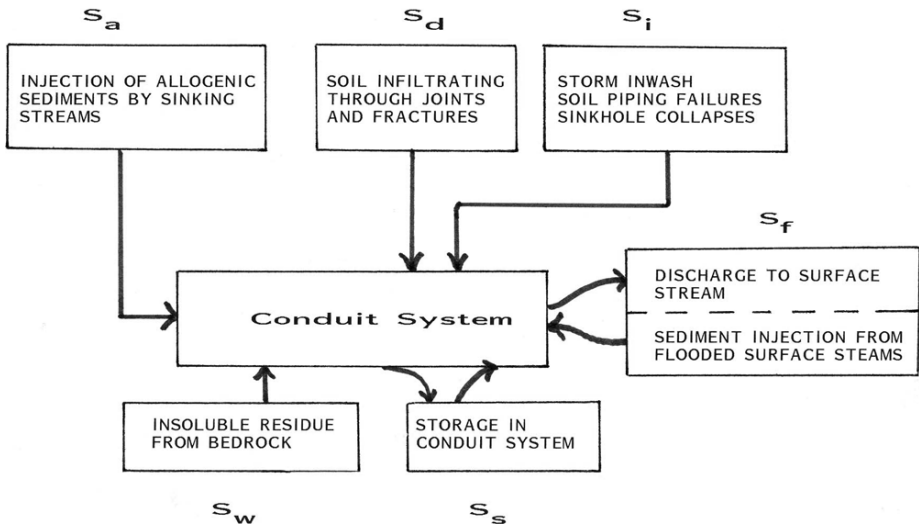 Sa
Sd
Si
INJECTION OF ALLOGENIC
SEDIMENTS BY SINKING
STREAMS
SOIL INFILTRATING
THROUGH JOINTS
AND FRACTURES
STORM INWASH
SOIL PIPING FAILURES
SINKHOLE COLLAPSES
Sf
DISCHARGE TO SURFACE
STREAM
Conduit System
SEDIMENT INJECTION FROM
FLOODED SURFACE STEAMS
INSOLUBLE RESIDUE
FROM BEDROCK
STORAGE IN
CONDUIT SYSTEM
Sw
Ss